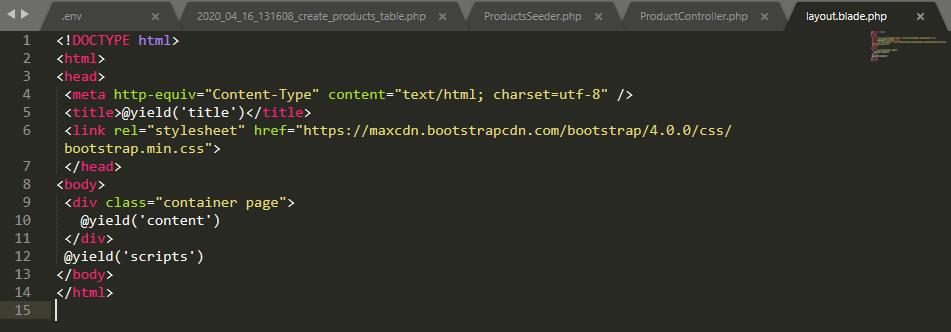 .env
2020_04_16_131608_create_products_table.php
ProductsSeeder.php
ProductController.php
layout.blade.php
1 <!DOCTYPE html>
2 <html>
3 <head>
4 <meta http-equiv="Content-Type" content="text/html; charset=utf-8" />
5 <title>@yield('title')</title>
6 <link rel="stylesheet" href="https://maxcdn.bootstrapcdn.com/bootstrap/4.0.0/css/
bootstrap.min.css">
7 </head>
8 <body>
9 <div class="container page">
10 @yield('content')
11 </div>
12 @yield('scripts')
13 </body>
14 </html>
15